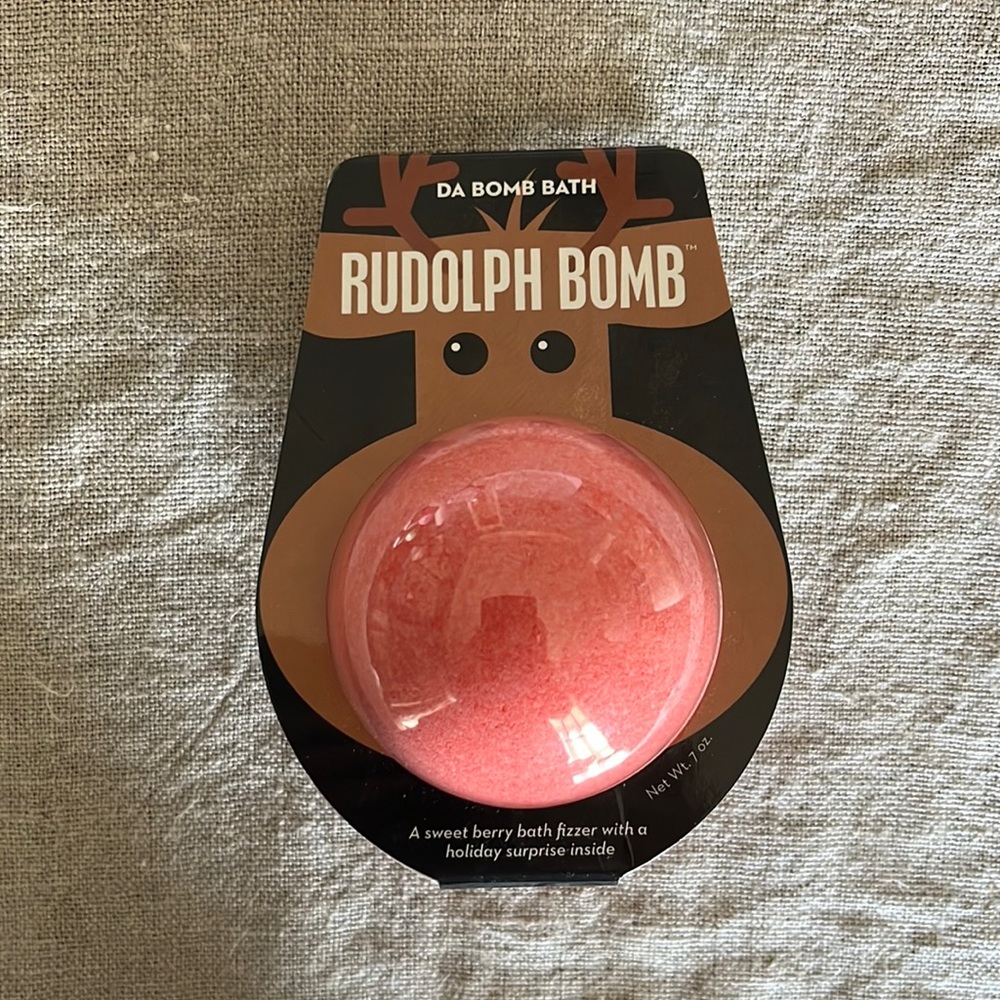 DA BOMB BATH
RUDOLPH BOMB™
Net Wt. 7 oz.
A sweet berry bath fizzer with a
holiday surprise inside